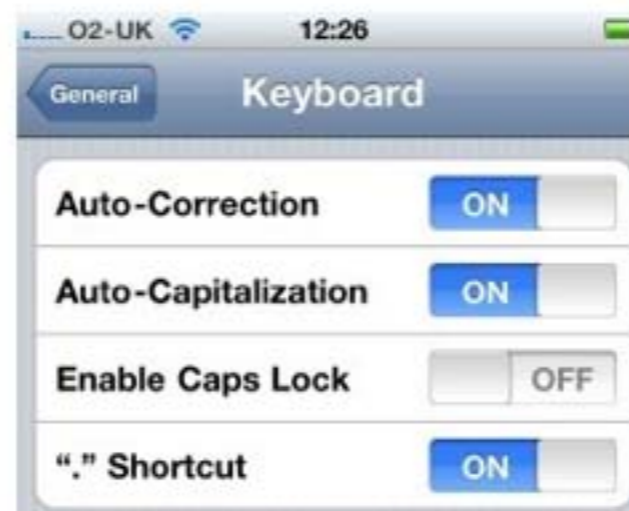 O2-UK 12:26
General Keyboard
Auto-Correction ON
Auto-Capitalization ON
Enable Caps Lock OFF
“.” Shortcut ON